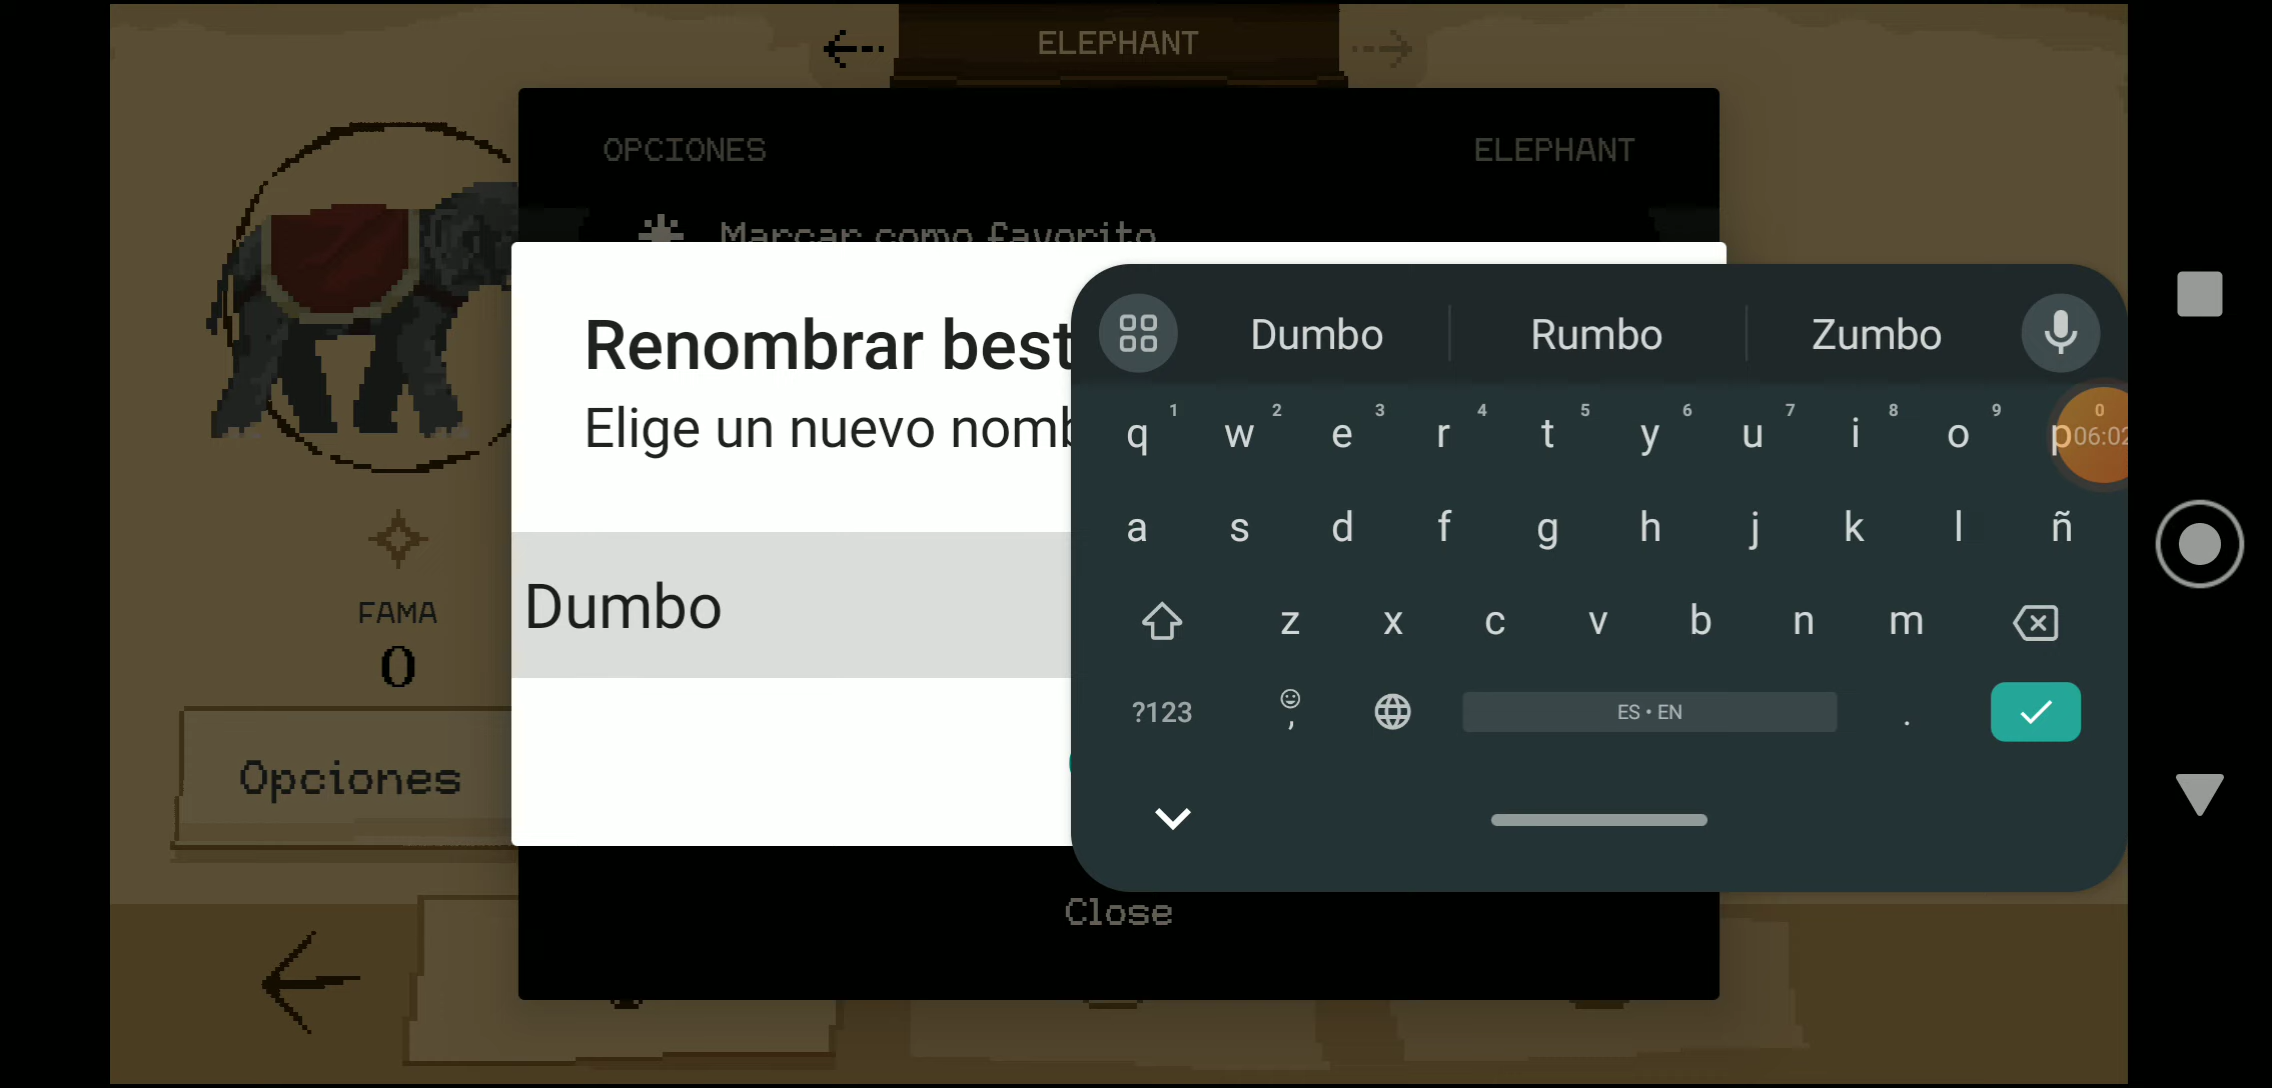 ELEPHANT
OPCIONES ELEPHANT
Marcar como favorito
Renombrar best
Elige un nuevo nomb
Dumbo
FAMA
0
Opciones
Close
Dumbo Rumbo Zumbo
1 2 3 4 5 6 7 8 9 0
q w e r t y u i o p
06:02
a s d f g h j k l ñ
z x c v b n m
?123 , ES • EN .